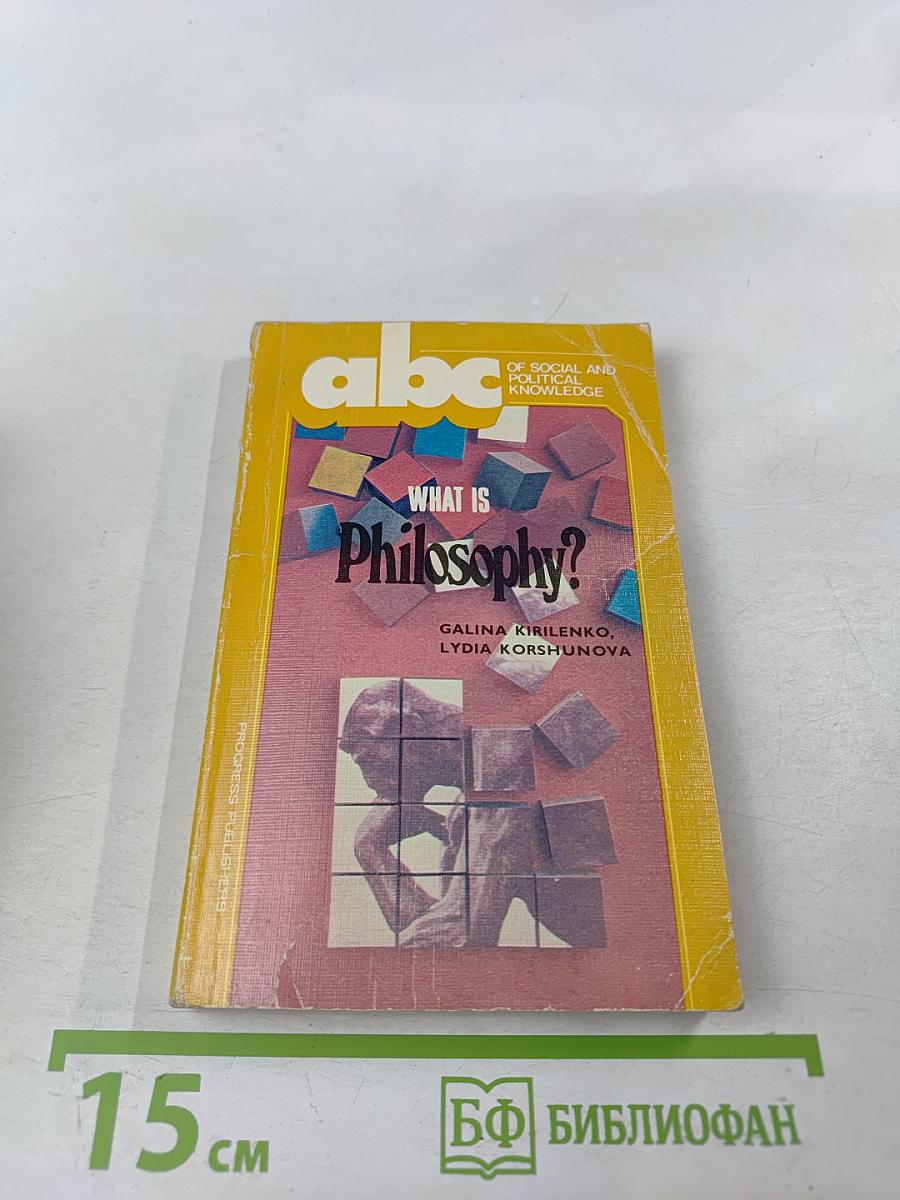 abc
OF SOCIAL AND
POLITICAL
KNOWLEDGE
WHAT IS
Philosophy?
GALINA KIRILENKO,
LYDIA KORSHUNOVA
PROGRESS PUBLISHERS
15 см
БФ БИБЛИОФАН